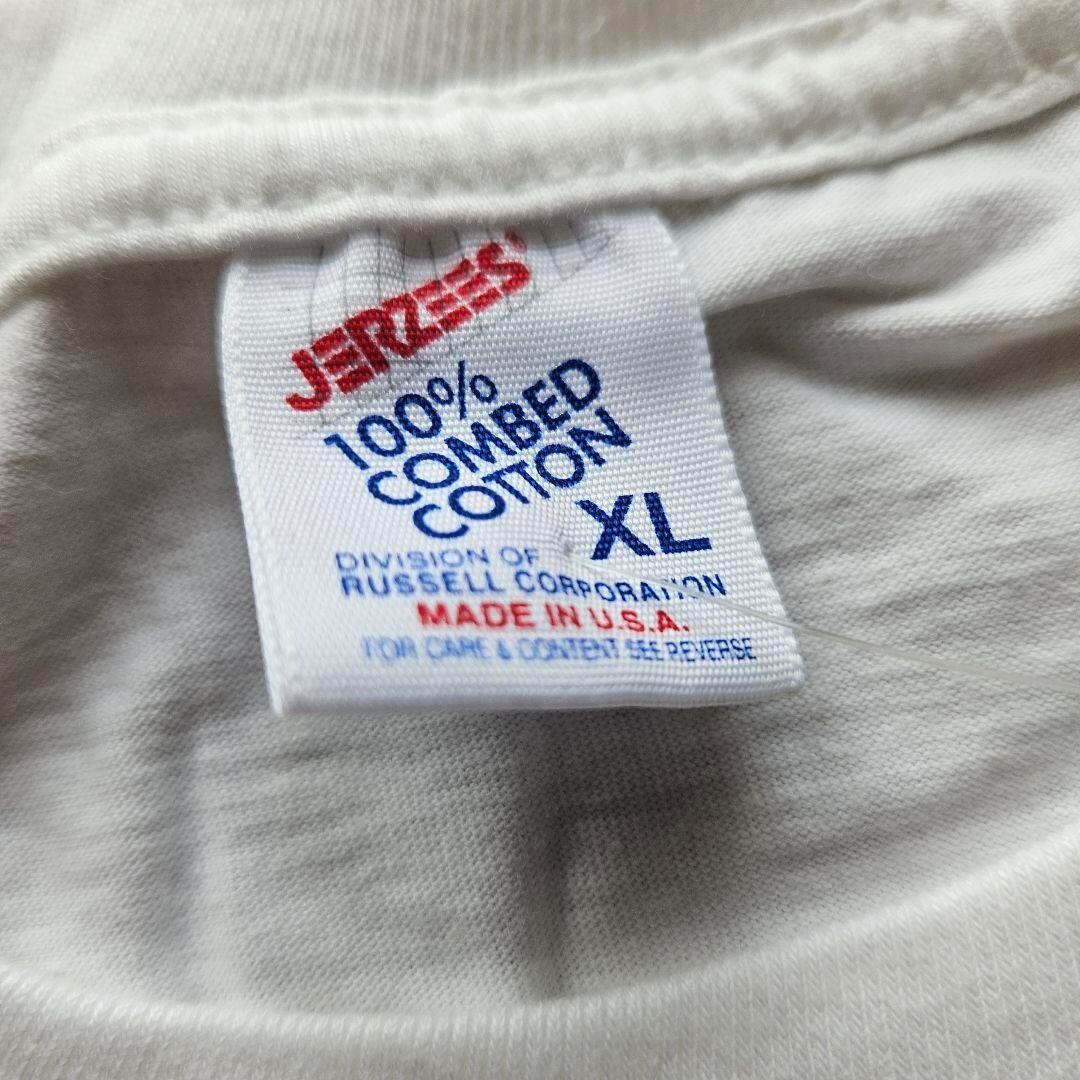 JERZEES®
100%
COMBED
COTTON
XL
DIVISION OF
RUSSELL CORPORATION
MADE IN U.S.A.
FOR CARE & CONTENT SEE REVERSE